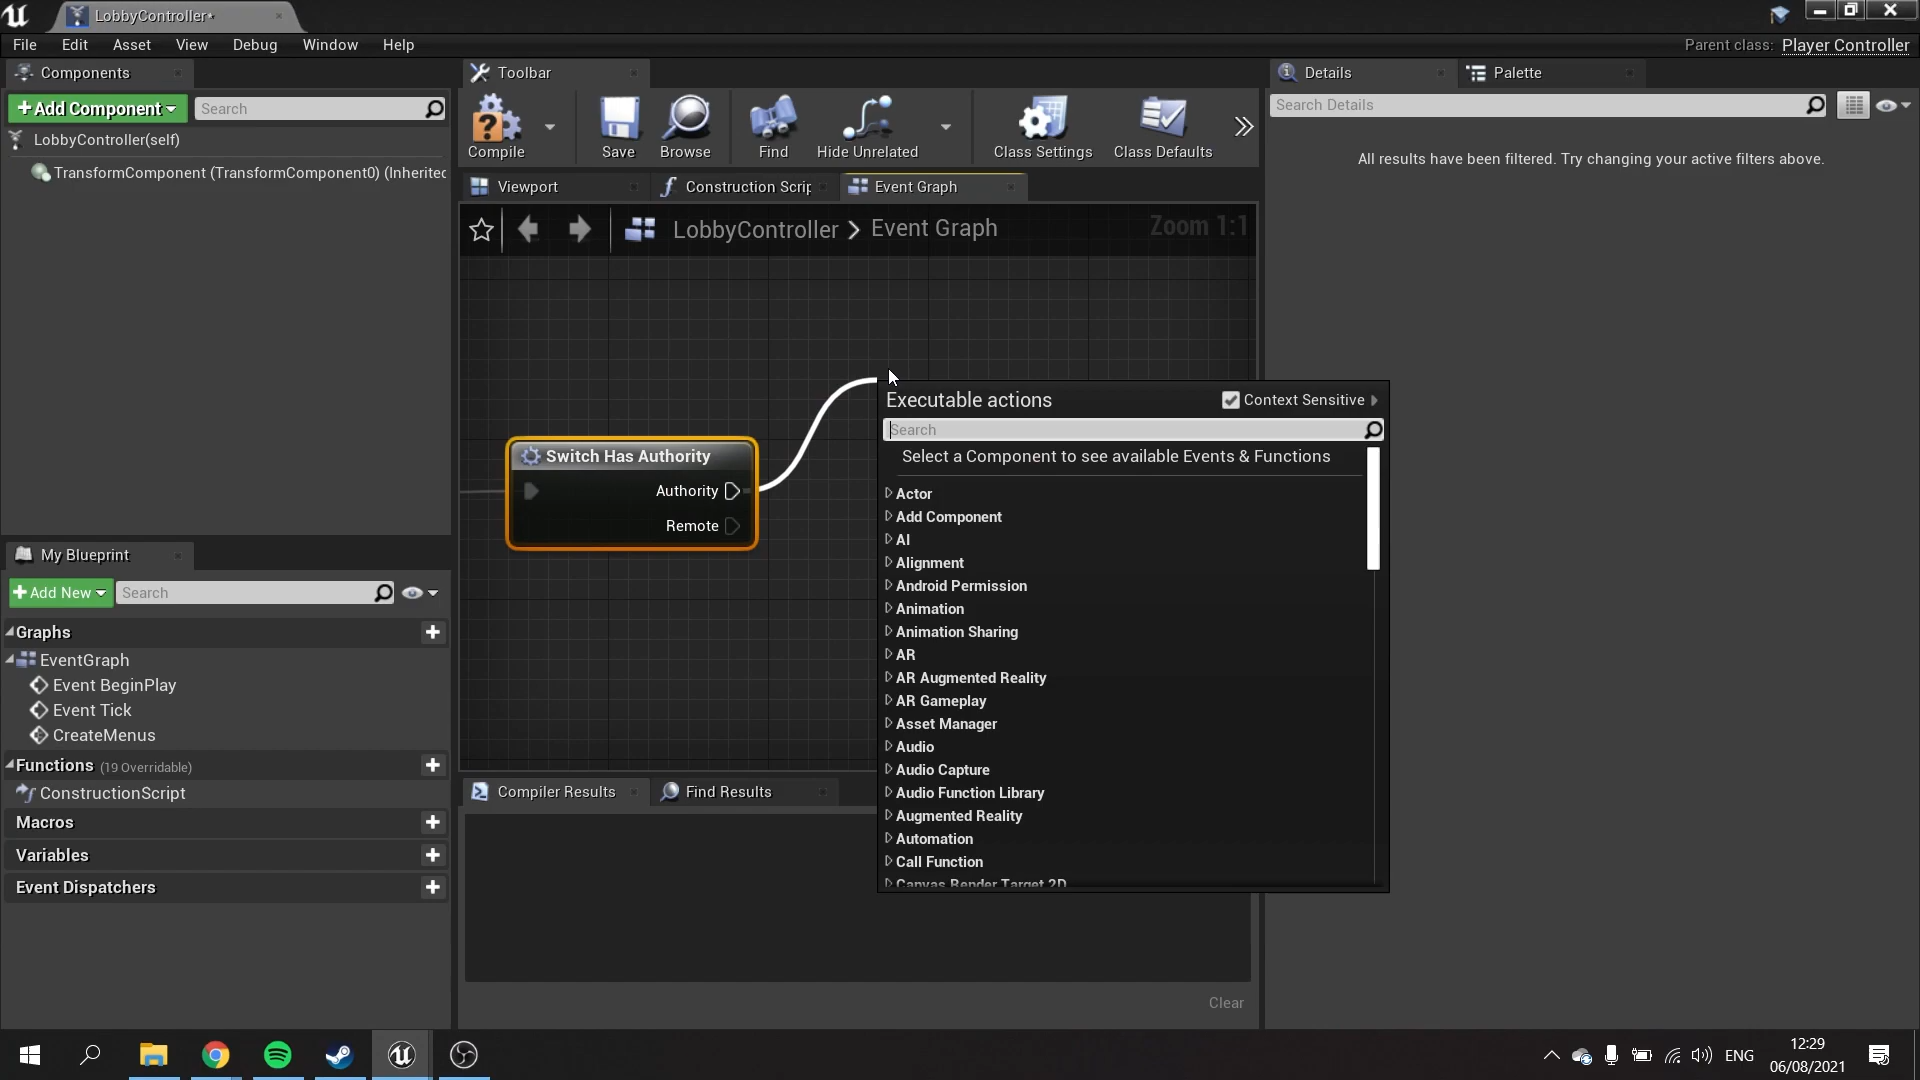 LobbyController*
File Edit Asset View Debug Window Help
Parent class: Player Controller
Components
+ Add Component
Search
LobbyController(self)
TransformComponent (TransformComponent0) (Inherited
Toolbar
Compile
Save
Browse
Find
Hide Unrelated
Class Settings
Class Defaults
Viewport
Construction Scrip
Event Graph
LobbyController > Event Graph
Zoom 1:1
Switch Has Authority
Authority
Remote
Executable actions
Context Sensitive
Search
Select a Component to see available Events & Functions
Actor
Add Component
AI
Alignment
Android Permission
Animation
Animation Sharing
AR
AR Augmented Reality
AR Gameplay
Asset Manager
Audio
Audio Capture
Audio Function Library
Augmented Reality
Automation
Call Function
Canvas Render Target 2D
Details
Palette
Search Details
All results have been filtered. Try changing your active filters above.
My Blueprint
+ Add New
Search
Graphs
EventGraph
Event BeginPlay
Event Tick
CreateMenus
Functions (19 Overridable)
ConstructionScript
Macros
Variables
Event Dispatchers
Compiler Results
Find Results
Clear
ENG
12:29
06/08/2021